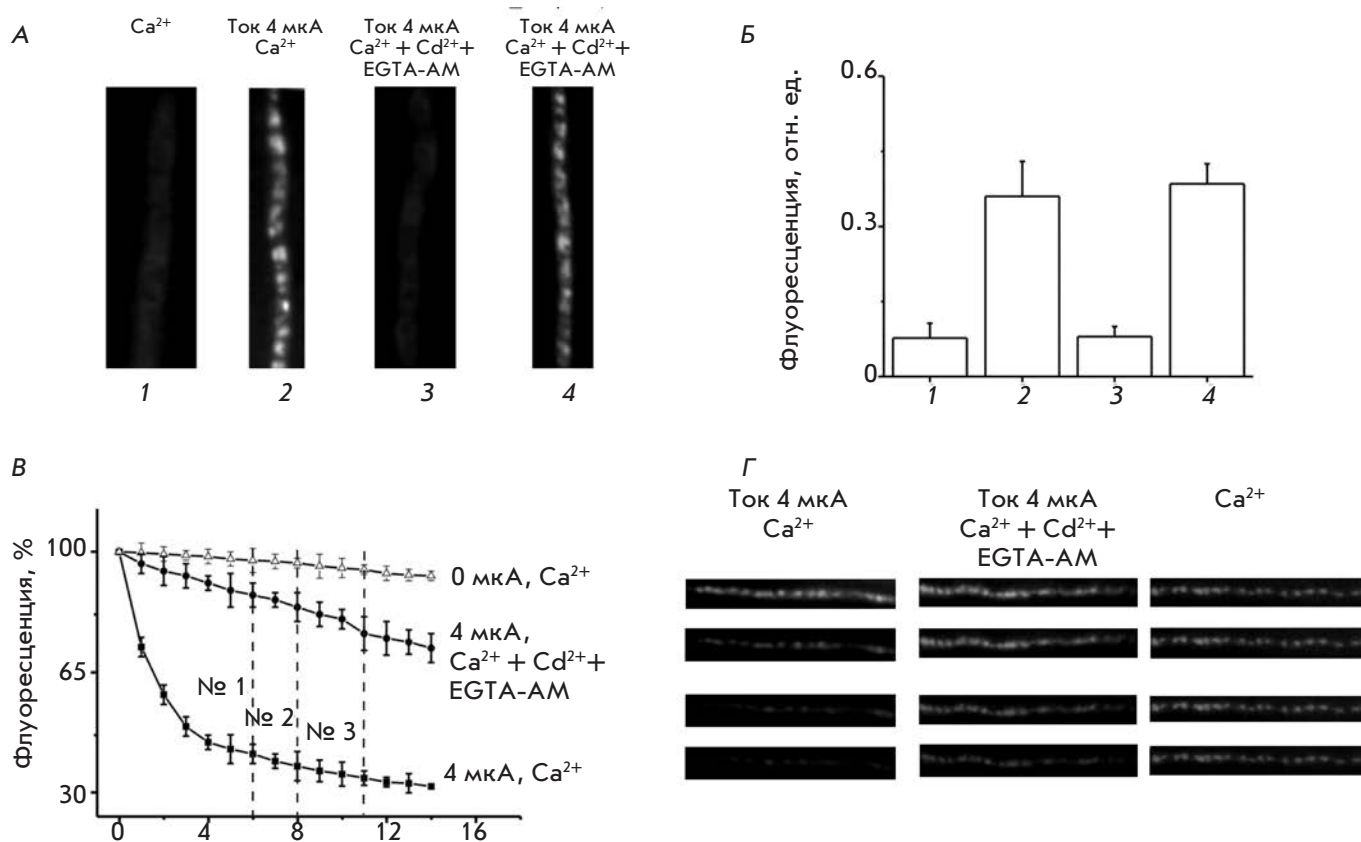 А
Ca²⁺
Ток 4 мкА
Ca²⁺
Ток 4 мкА
Ca²⁺ + Cd²⁺+
EGTA-AM
Ток 4 мкА
Ca²⁺ + Cd²⁺+
EGTA-AM
1
2
3
4
Б
Флуоресценция, отн. ед.
0.6
0.3
0
1
2
3
4
В
Флуоресценция, %
100
65
30
0 мкА, Ca²⁺
4 мкА,
Ca²⁺ + Cd²⁺+
EGTA-AM
№ 1
№ 2
№ 3
4 мкА, Ca²⁺
0
4
8
12
16
Г
Ток 4 мкА
Ca²⁺
Ток 4 мкА
Ca²⁺ + Cd²⁺+
EGTA-AM
Ca²⁺